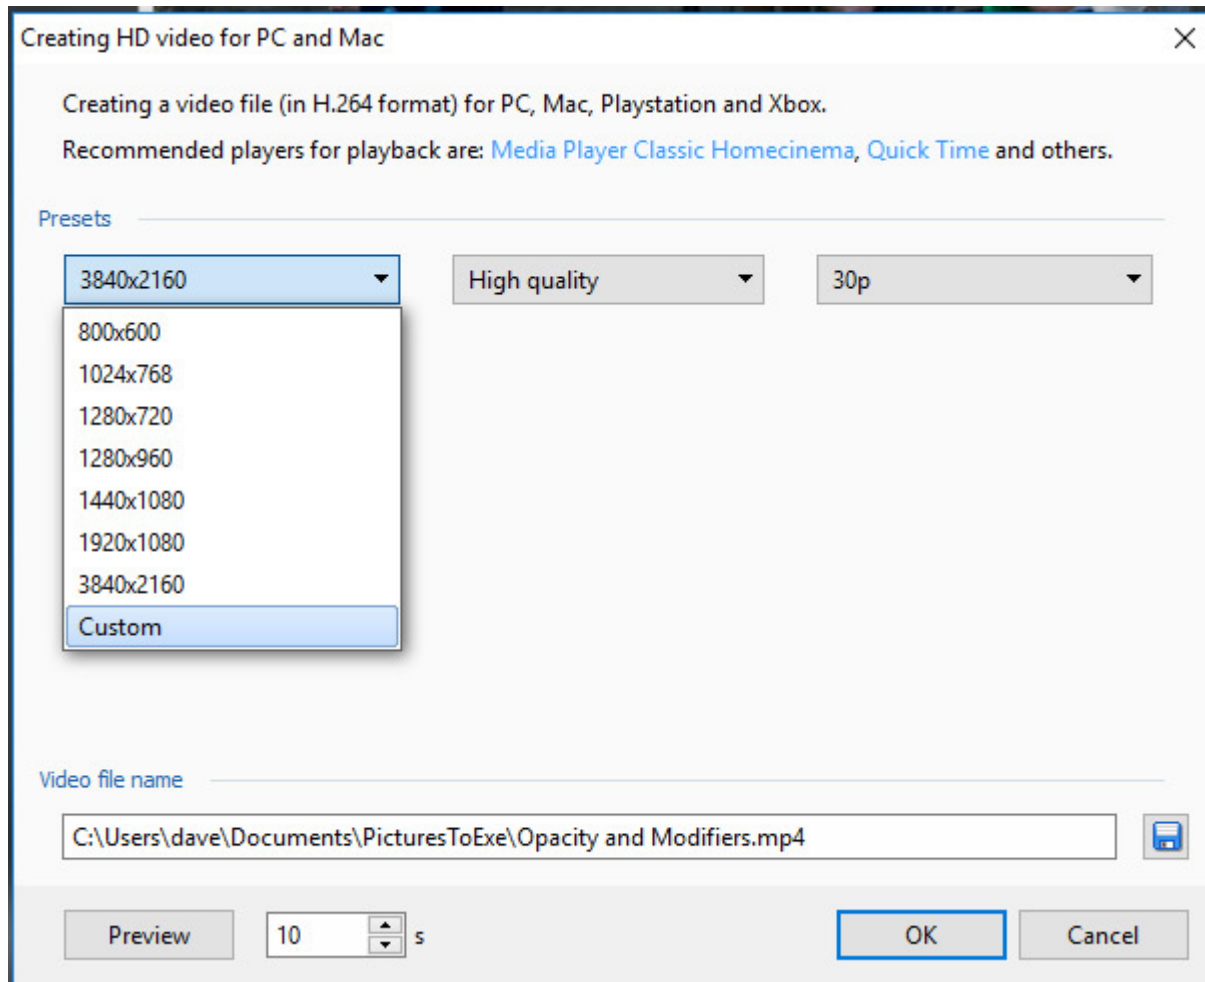 Creating HD video for PC and Mac
Creating a video file (in H.264 format) for PC, Mac, Playstation and Xbox.
Recommended players for playback are: Media Player Classic Homecinema, Quick Time and others.
Presets
3840x2160 High quality 30p
800x600
1024x768
1280x720
1280x960
1440x1080
1920x1080
3840x2160
Custom
Video file name
C:\Users\dave\Documents\PicturesToExe\Opacity and Modifiers.mp4
Preview 10 s OK Cancel